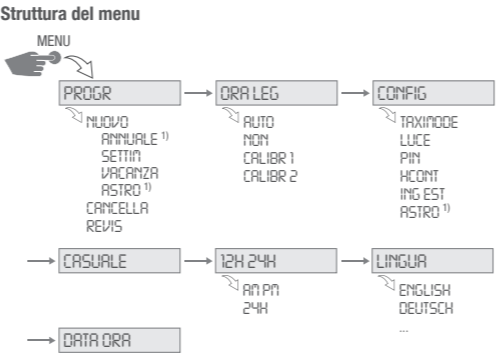 Struttura del menu
MENU
PROGR
NUOVO
ANNUALE 1)
SETTIM
VACANZA
ASTRO 1)
CANCELLA
REVIS
ORA LEG
AUTO
NON
CALIBR 1
CALIBR 2
CONFIG
TAXIMODE
LUCE
PIN
HCONT
ING EST
ASTRO 1)
CASUALE
12H 24H
AM PM
24H
LINGUA
ENGLISH
DEUTSCH
...
DATA ORA